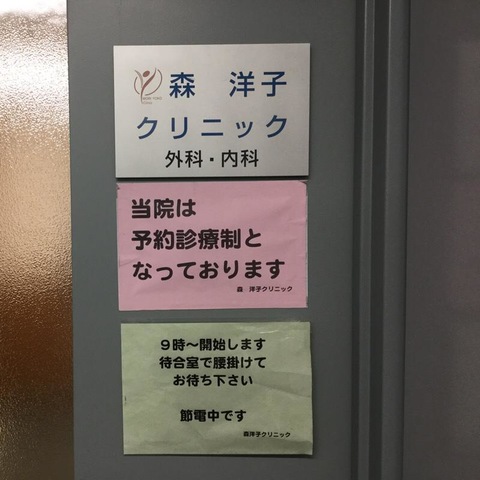 森 洋子
クリニック
外科・内科
当院は
予約診療制と
なっております
森 洋子クリニック
9時～開始します
待合室で腰掛けて
お待ち下さい
節電中です
森洋子クリニック